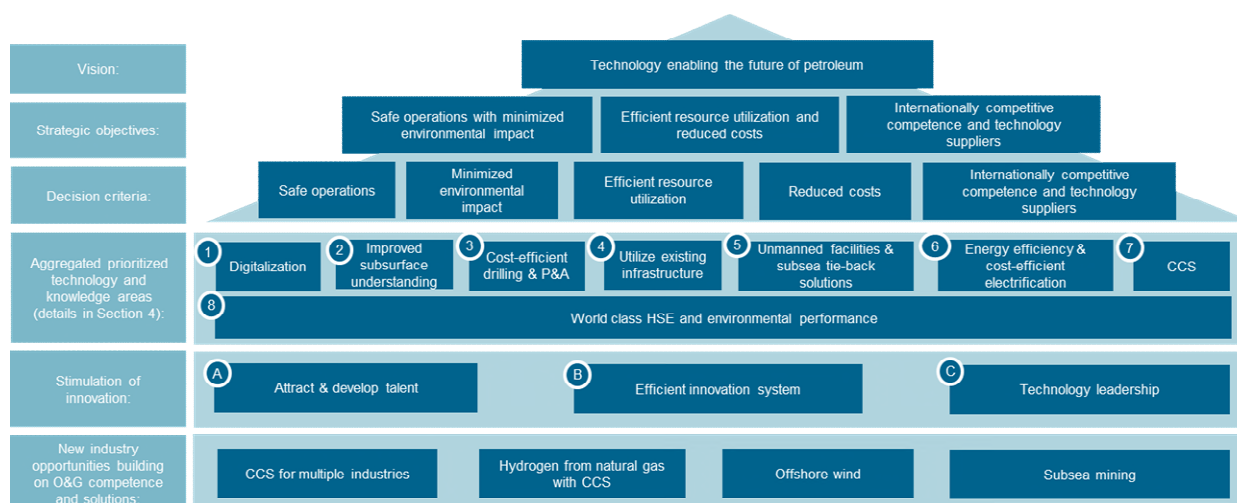 Vision:
Technology enabling the future of petroleum
Strategic objectives:
Safe operations with minimized
environmental impact
Efficient resource utilization and
reduced costs
Internationally competitive
competence and technology
suppliers
Decision criteria:
Safe operations
Minimized
environmental
impact
Efficient resource
utilization
Reduced costs
Internationally competitive
competence and technology
suppliers
Aggregated prioritized
technology and
knowledge areas
(details in Section 4):
1
Digitalization
2
Improved
subsurface
understanding
3
Cost-efficient
drilling & P&A
4
Utilize existing
infrastructure
5
Unmanned facilities &
subsea tie-back
solutions
6
Energy efficiency &
cost-efficient
electrification
7
CCS
8
World class HSE and environmental performance
Stimulation of
innovation:
A
Attract & develop talent
B
Efficient innovation system
C
Technology leadership
New industry
opportunities building
on O&G competence
and solutions:
CCS for multiple industries
Hydrogen from natural gas
with CCS
Offshore wind
Subsea mining